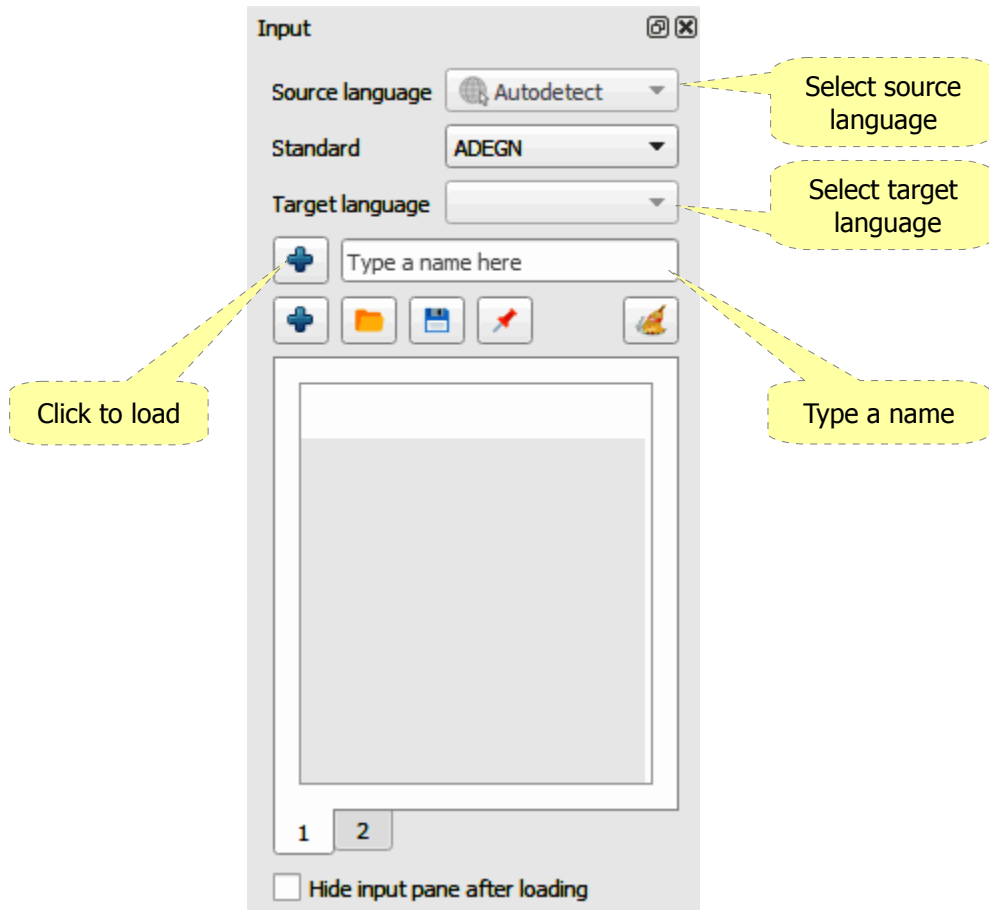 Input
Source language
Autodetect
Select source
language
Standard
ADEGN
Target language
Select target
language
Type a name here
Click to load
Type a name
1
2
Hide input pane after loading